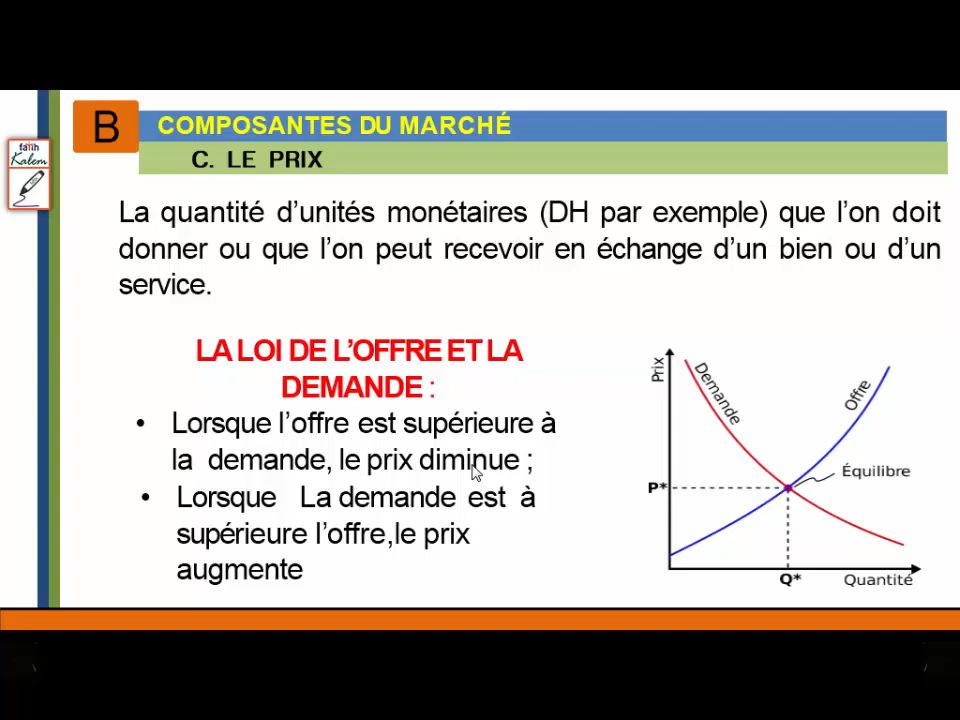 B
COMPOSANTES DU MARCHÉ
C. LE PRIX
fatih
Kalem
La quantité d’unités monétaires (DH par exemple) que l’on doit
donner ou que l’on peut recevoir en échange d’un bien ou d’un
service.
LA LOI DE L’OFFRE ET LA
DEMANDE :
• Lorsque l’offre est supérieure à
la demande, le prix diminue ;
• Lorsque La demande est à
supérieure l’offre,le prix
augmente
Prix
Demande
Offre
Équilibre
P*
Q*
Quantité